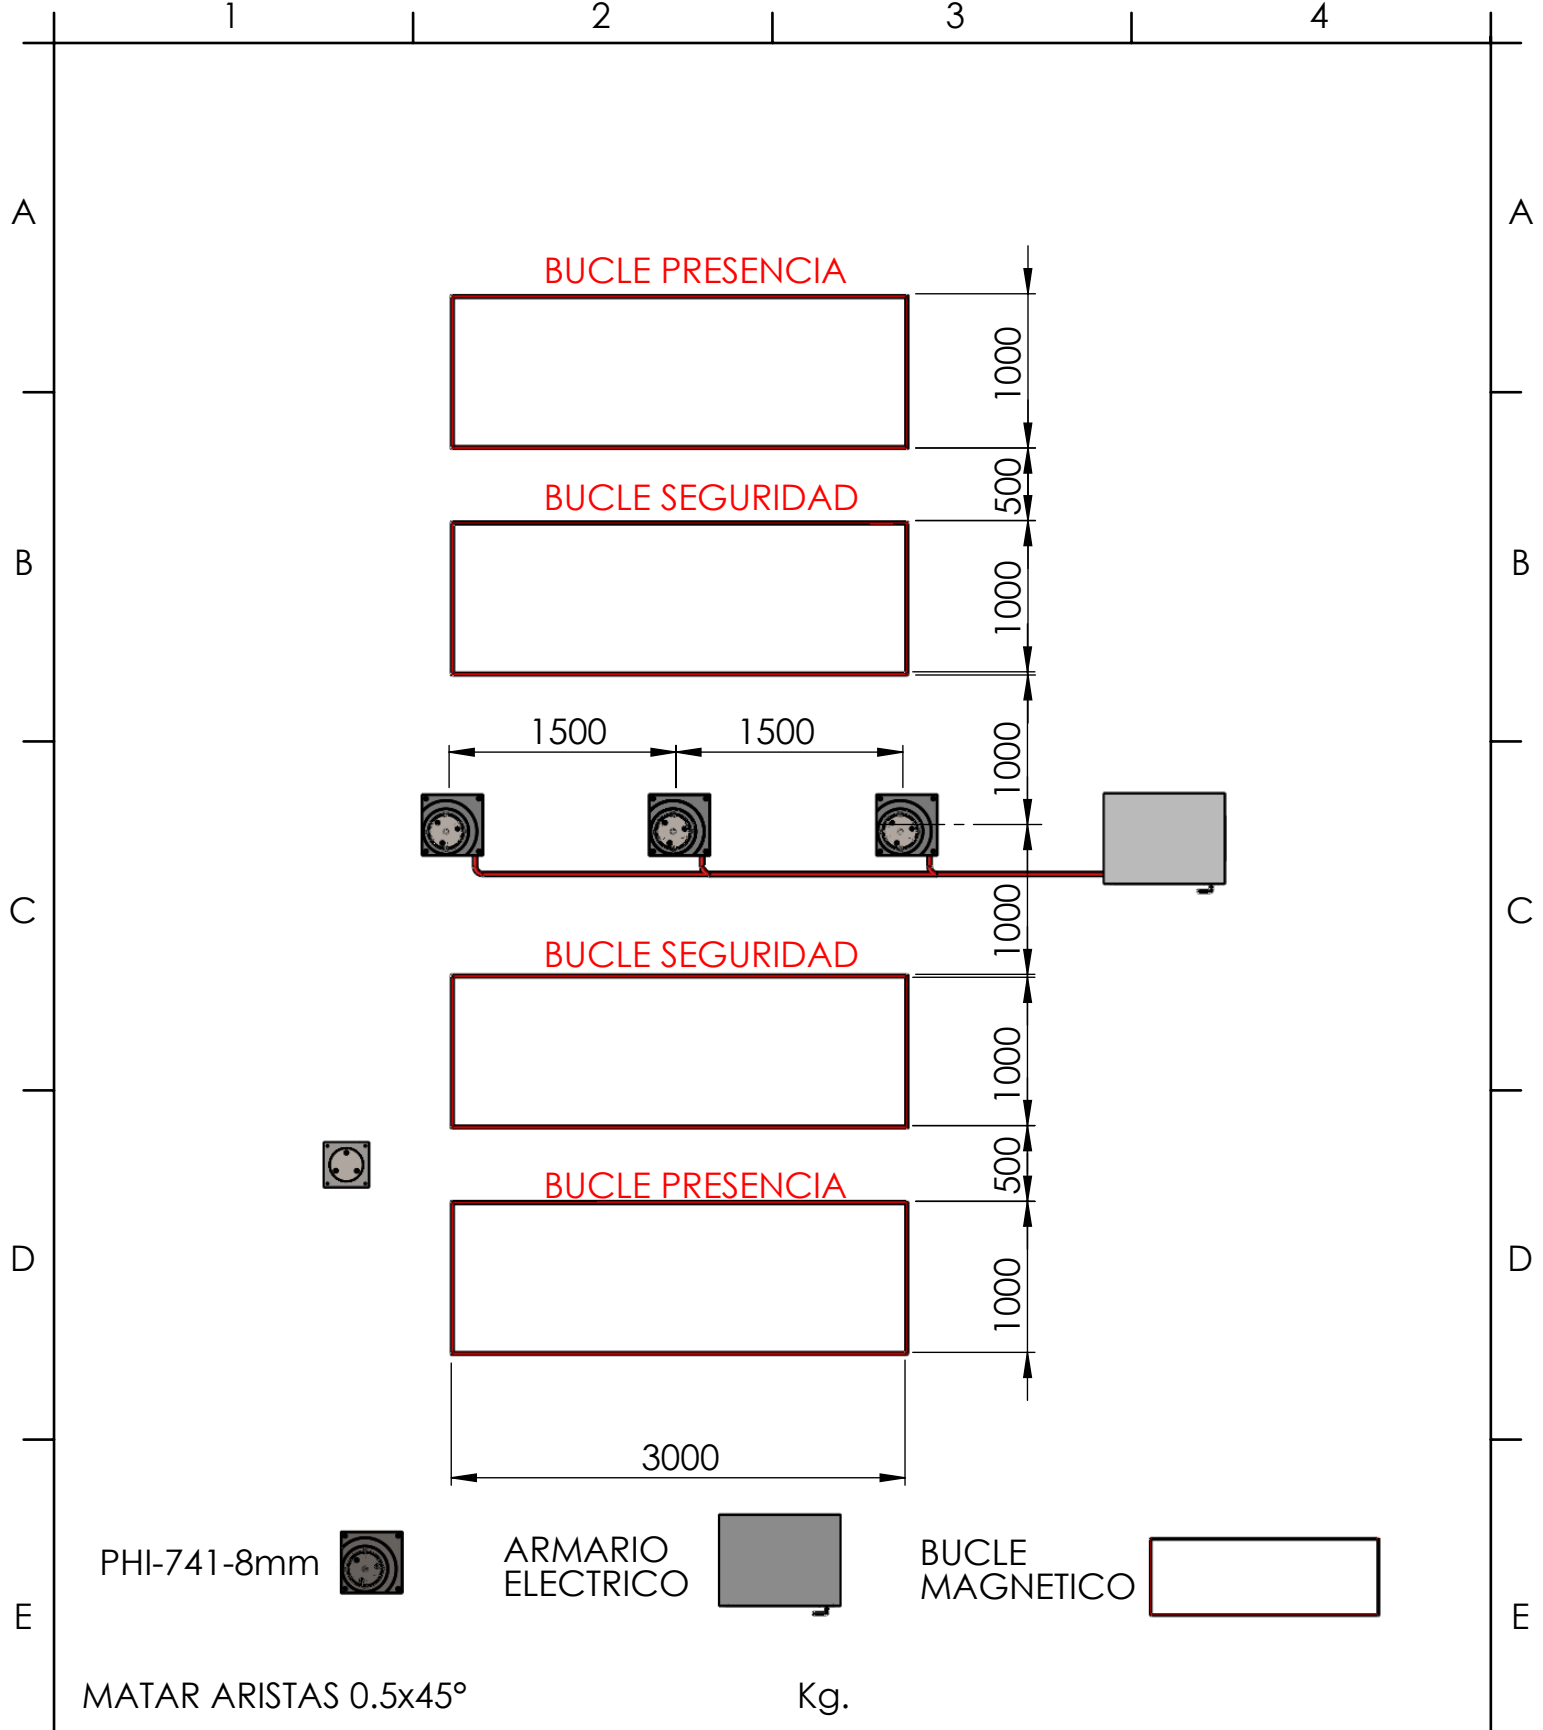 1 2 3 4
A A
BUCLE PRESENCIA
1000
500
BUCLE SEGURIDAD
B B
1000
1500 1500
1000
C C
1000
BUCLE SEGURIDAD
1000
500
BUCLE PRESENCIA
D D
1000
3000
PHI-741-8mm
ARMARIO
ELECTRICO
BUCLE
MAGNETICO
E E
MATAR ARISTAS 0.5x45°
Kg.